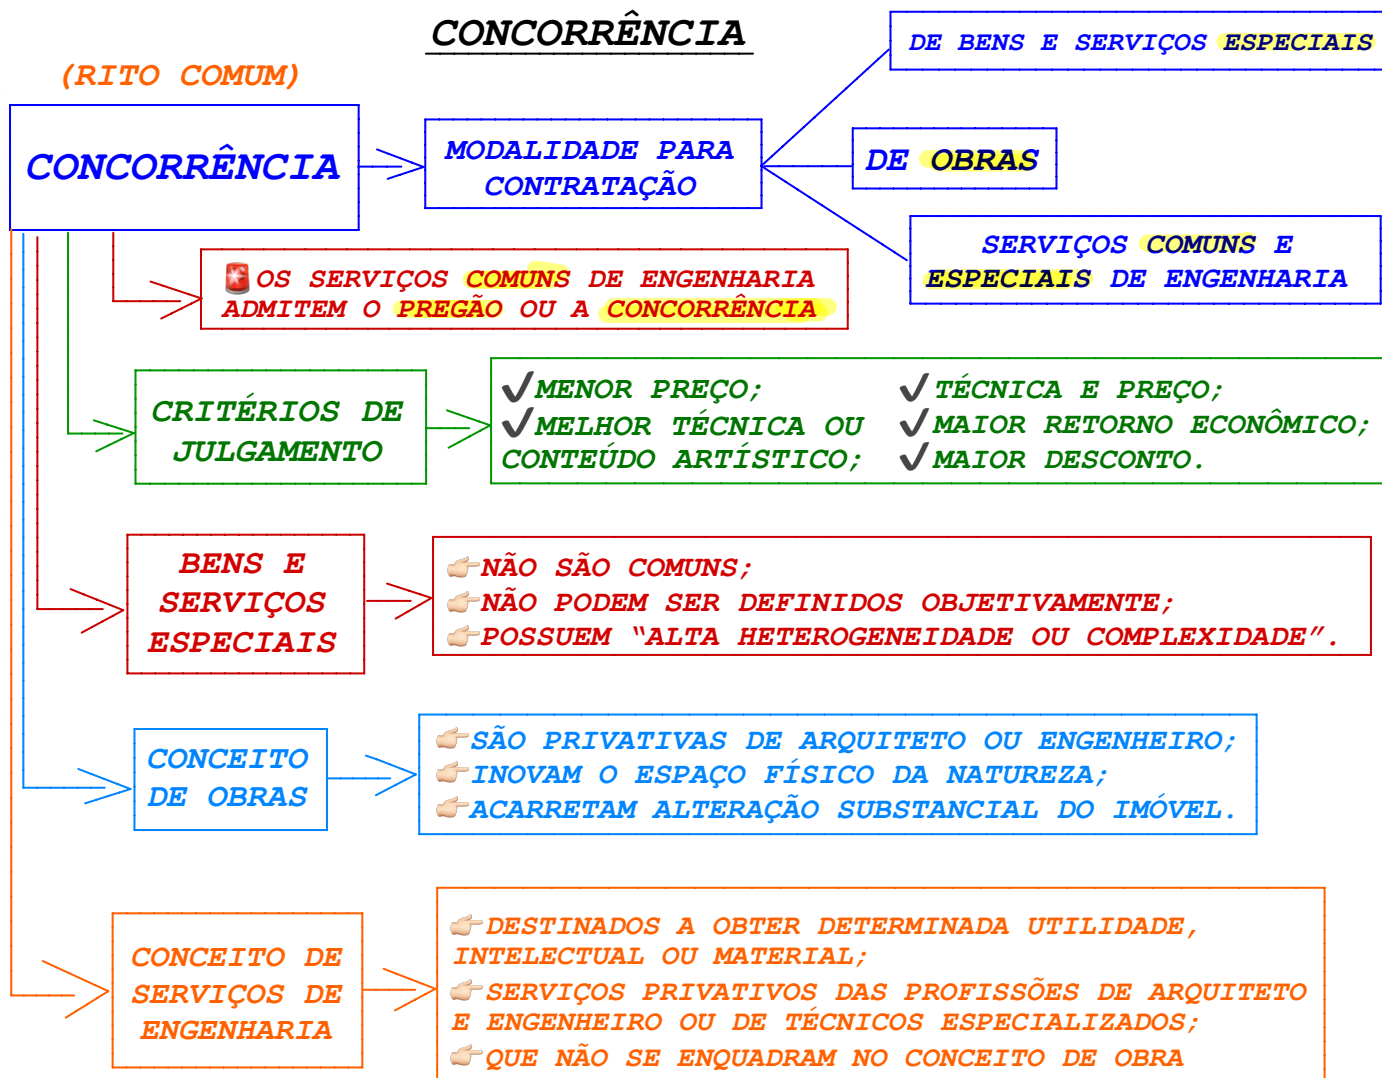 CONCORRÊNCIA
(RITO COMUM)
CONCORRÊNCIA
MODALIDADE PARA
CONTRATAÇÃO
DE BENS E SERVIÇOS ESPECIAIS
DE OBRAS
SERVIÇOS COMUNS E
ESPECIAIS DE ENGENHARIA
OS SERVIÇOS COMUNS DE ENGENHARIA
ADMITEM O PREGÃO OU A CONCORRÊNCIA
CRITÉRIOS DE
JULGAMENTO
✓MENOR PREÇO;
✓MELHOR TÉCNICA OU
CONTEÚDO ARTÍSTICO;
✓TÉCNICA E PREÇO;
✓MAIOR RETORNO ECONÔMICO;
✓MAIOR DESCONTO.
BENS E
SERVIÇOS
ESPECIAIS
NÃO SÃO COMUNS;
NÃO PODEM SER DEFINIDOS OBJETIVAMENTE;
POSSUEM “ALTA HETEROGENEIDADE OU COMPLEXIDADE”.
CONCEITO
DE OBRAS
SÃO PRIVATIVAS DE ARQUITETO OU ENGENHEIRO;
INOVAM O ESPAÇO FÍSICO DA NATUREZA;
ACARRETAM ALTERAÇÃO SUBSTANCIAL DO IMÓVEL.
CONCEITO DE
SERVIÇOS DE
ENGENHARIA
DESTINADOS A OBTER DETERMINADA UTILIDADE,
INTELECTUAL OU MATERIAL;
SERVIÇOS PRIVATIVOS DAS PROFISSÕES DE ARQUITETO
E ENGENHEIRO OU DE TÉCNICOS ESPECIALIZADOS;
QUE NÃO SE ENQUADRAM NO CONCEITO DE OBRA